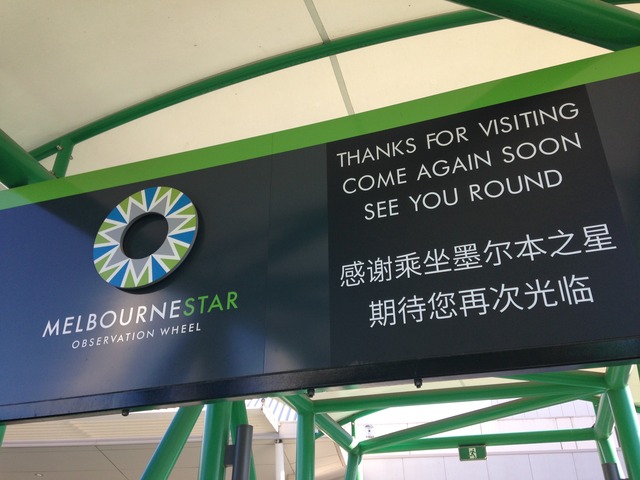 MELBOURNESTAR
OBSERVATION WHEEL
THANKS FOR VISITING
COME AGAIN SOON
SEE YOU ROUND
感谢乘坐墨尔本之星
期待您再次光临